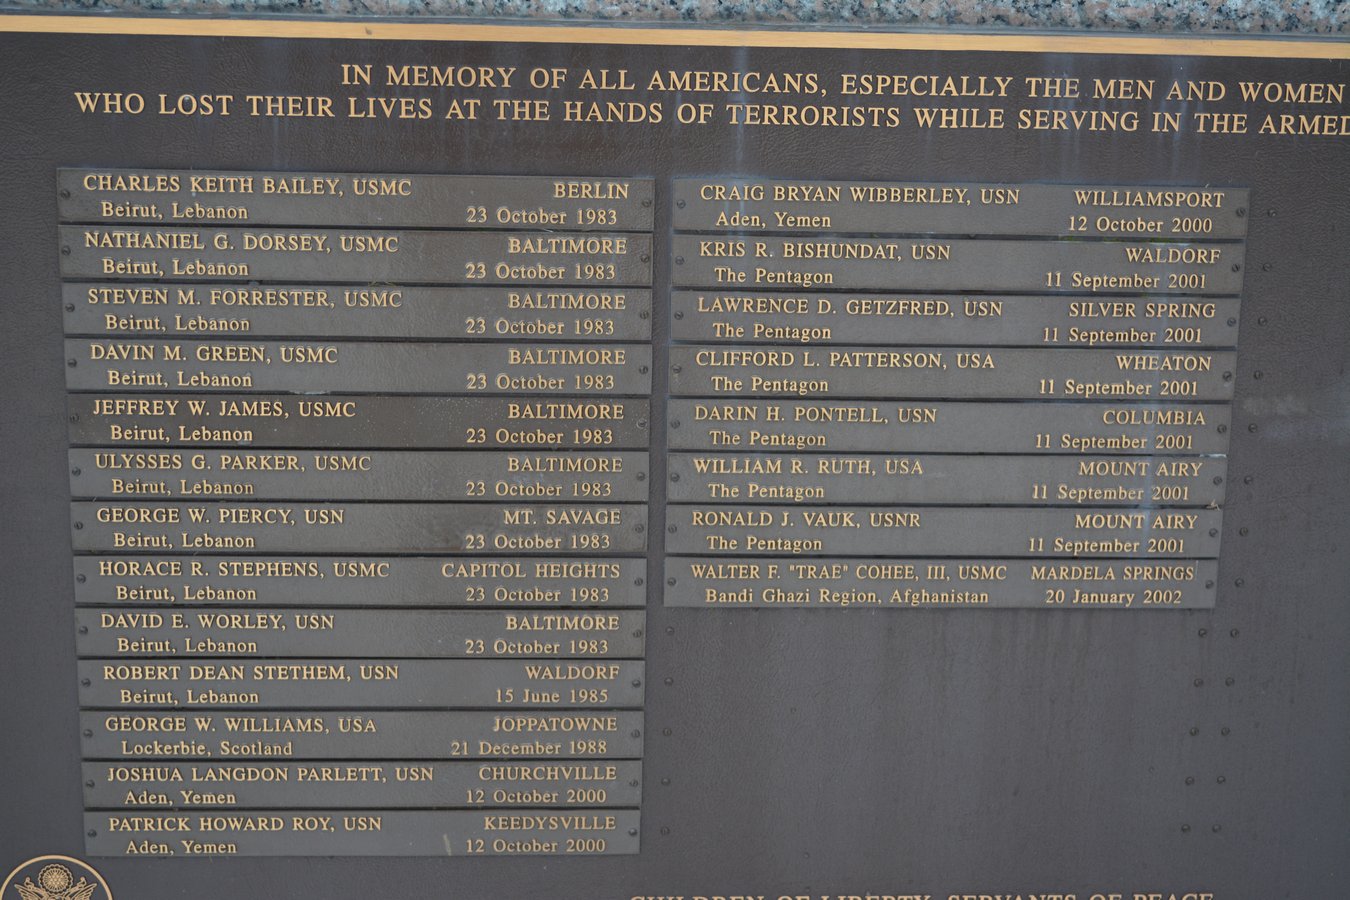 IN MEMORY OF ALL AMERICANS, ESPECIALLY THE MEN AND WOMEN
WHO LOST THEIR LIVES AT THE HANDS OF TERRORISTS WHILE SERVING IN THE ARMED
CHARLES KEITH BAILEY, USMC BERLIN
Beirut, Lebanon 23 October 1983
NATHANIEL G. DORSEY, USMC BALTIMORE
Beirut, Lebanon 23 October 1983
STEVEN M. FORRESTER, USMC BALTIMORE
Beirut, Lebanon 23 October 1983
DAVIN M. GREEN, USMC BALTIMORE
Beirut, Lebanon 23 October 1983
JEFFREY W. JAMES, USMC BALTIMORE
Beirut, Lebanon 23 October 1983
ULYSSES G. PARKER, USMC BALTIMORE
Beirut, Lebanon 23 October 1983
GEORGE W. PIERCY, USN MT. SAVAGE
Beirut, Lebanon 23 October 1983
HORACE R. STEPHENS, USMC CAPITOL HEIGHTS
Beirut, Lebanon 23 October 1983
DAVID E. WORLEY, USN BALTIMORE
Beirut, Lebanon 23 October 1983
ROBERT DEAN STETHEM, USN WALDORF
Beirut, Lebanon 15 June 1985
GEORGE W. WILLIAMS, USA JOPPATOWNE
Lockerbie, Scotland 21 December 1988
JOSHUA LANGDON PARLETT, USN CHURCHVILLE
Aden, Yemen 12 October 2000
PATRICK HOWARD ROY, USN KEEDYSVILLE
Aden, Yemen 12 October 2000
CRAIG BRYAN WIBBERLEY, USN WILLIAMSPORT
Aden, Yemen 12 October 2000
KRIS R. BISHUNDAT, USN WALDORF
The Pentagon 11 September 2001
LAWRENCE D. GETZFRED, USN SILVER SPRING
The Pentagon 11 September 2001
CLIFFORD L. PATTERSON, USA WHEATON
The Pentagon 11 September 2001
DARIN H. PONTELL, USN COLUMBIA
The Pentagon 11 September 2001
WILLIAM R. RUTH, USA MOUNT AIRY
The Pentagon 11 September 2001
RONALD J. VAUK, USNR MOUNT AIRY
The Pentagon 11 September 2001
WALTER F. "TRAE" COHEE, III, USMC MARDELA SPRINGS
Bandi Ghazi Region, Afghanistan 20 January 2002
CHILDREN OF LIBERTY, SERVANTS OF PEACE